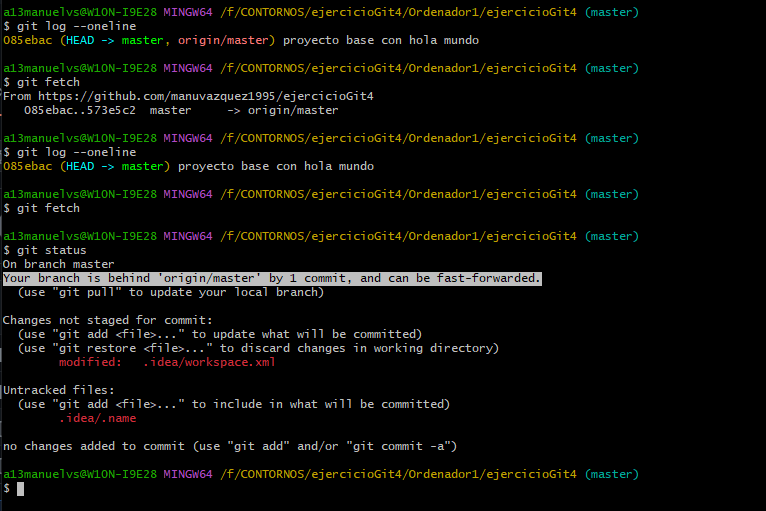 a13manuelvs@W10N-I9E28 MINGW64 /f/CONTORNOS/ejercicioGit4/Ordenador1/ejercicioGit4 (master)
$ git log --oneline
085ebac (HEAD -> master, origin/master) proyecto base con hola mundo
a13manuelvs@W10N-I9E28 MINGW64 /f/CONTORNOS/ejercicioGit4/Ordenador1/ejercicioGit4 (master)
$ git fetch
From https://github.com/manuvazquez1995/ejercicioGit4
   085ebac..573e5c2  master     -> origin/master
a13manuelvs@W10N-I9E28 MINGW64 /f/CONTORNOS/ejercicioGit4/Ordenador1/ejercicioGit4 (master)
$ git log --oneline
085ebac (HEAD -> master) proyecto base con hola mundo
a13manuelvs@W10N-I9E28 MINGW64 /f/CONTORNOS/ejercicioGit4/Ordenador1/ejercicioGit4 (master)
$ git fetch
a13manuelvs@W10N-I9E28 MINGW64 /f/CONTORNOS/ejercicioGit4/Ordenador1/ejercicioGit4 (master)
$ git status
On branch master
Your branch is behind 'origin/master' by 1 commit, and can be fast-forwarded.
  (use "git pull" to update your local branch)
Changes not staged for commit:
  (use "git add <file>..." to update what will be committed)
  (use "git restore <file>..." to discard changes in working directory)
        modified:   .idea/workspace.xml
Untracked files:
  (use "git add <file>..." to include in what will be committed)
        .idea/.name
no changes added to commit (use "git add" and/or "git commit -a")
a13manuelvs@W10N-I9E28 MINGW64 /f/CONTORNOS/ejercicioGit4/Ordenador1/ejercicioGit4 (master)
$